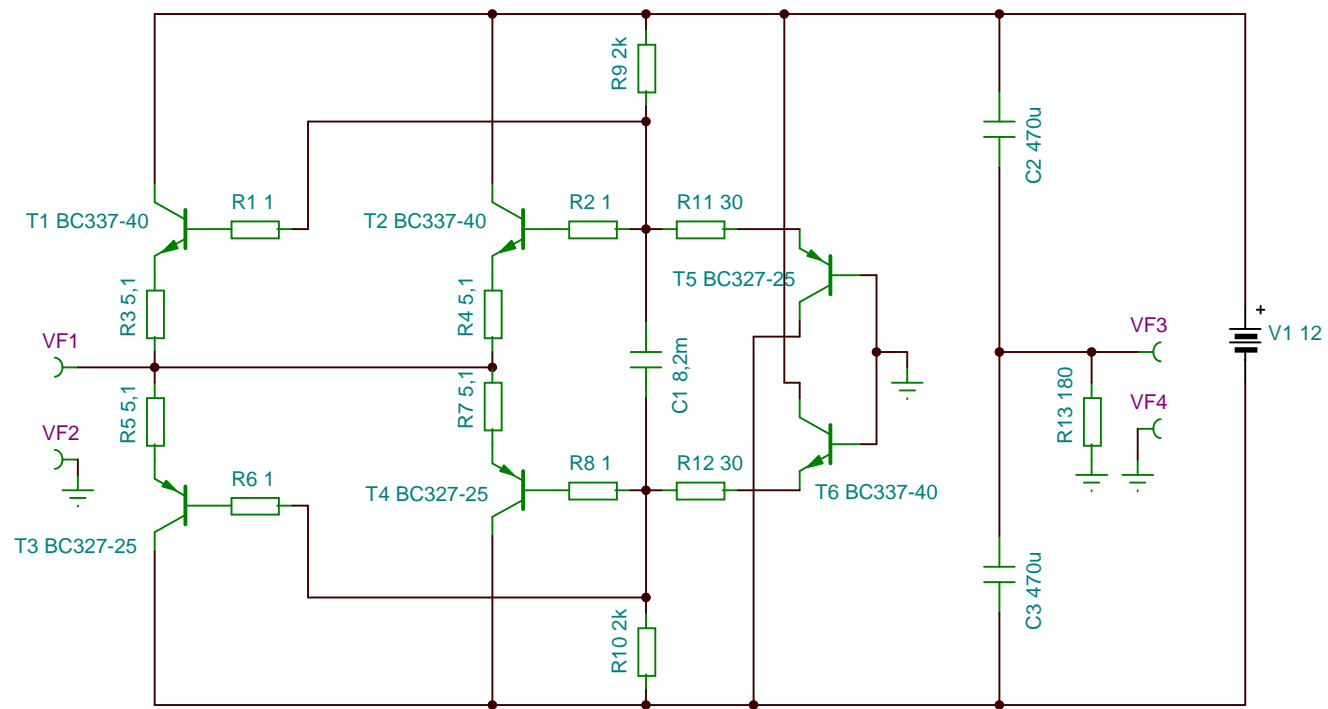 R9 2k
C2 470u
T1 BC337-40
R1 1
T2 BC337-40
R2 1
R11 30
T5 BC327-25
R3 5,1
R4 5,1
VF1
C1 8,2m
VF3
V1 12
+
R5 5,1
R7 5,1
VF2
R13 180
VF4
R6 1
T4 BC327-25
R8 1
R12 30
T6 BC337-40
T3 BC327-25
C3 470u
R10 2k